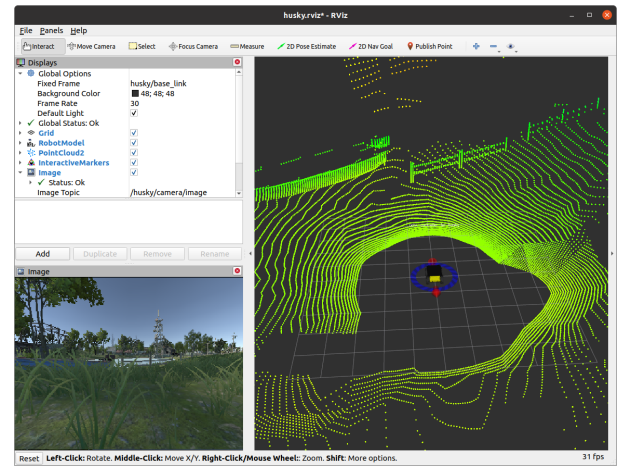 husky.rviz* - RViz
File Panels Help
Interact Move Camera Select Focus Camera Measure 2D Pose Estimate 2D Nav Goal Publish Point
Displays
Global Options
Fixed Frame husky/base_link
Background Color 48; 48; 48
Frame Rate 30
Default Light
Global Status: Ok
Grid
RobotModel
PointCloud2
InteractiveMarkers
Image
Status: Ok
Image Topic /husky/camera/image
Add Duplicate Remove Rename
Image
Reset Left-Click: Rotate. Middle-Click: Move X/Y. Right-Click/Mouse Wheel:: Zoom. Shift: More options. 31 fps